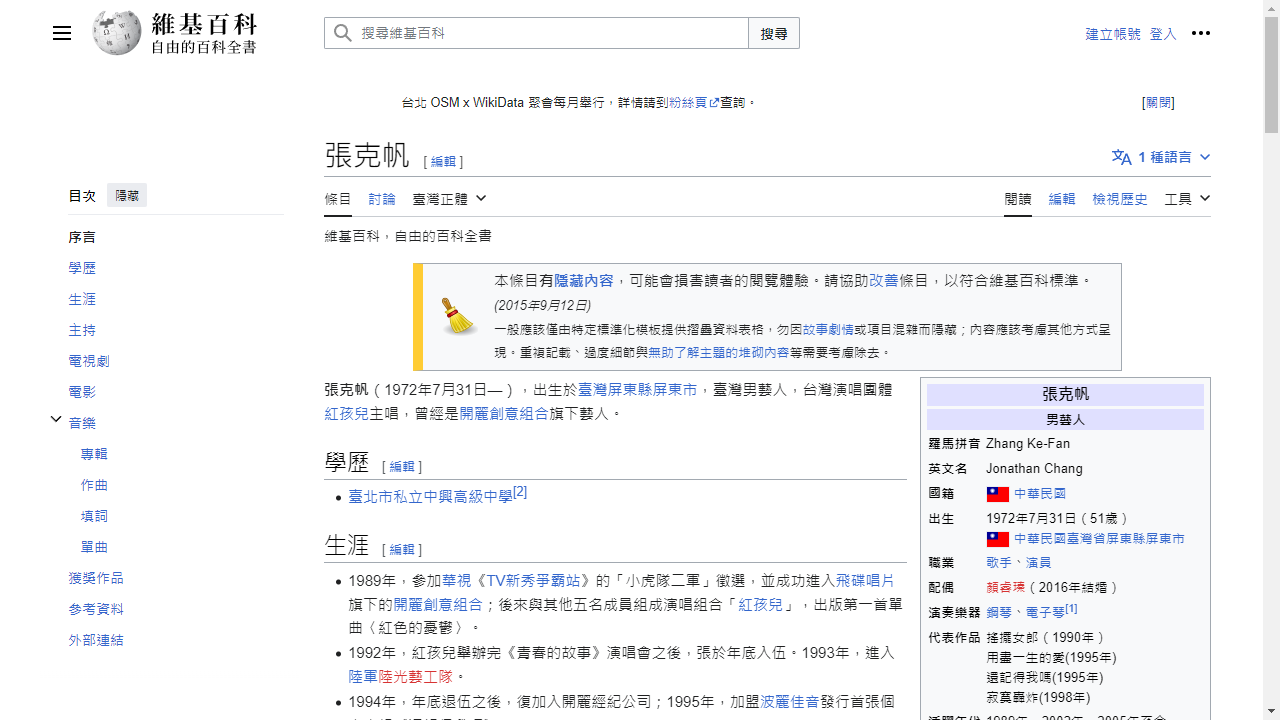 維基百科
自由的百科全書
搜尋維基百科
搜尋
建立帳號 登入
台北 OSM x WikiData 聚會每月舉行，詳情請到粉絲頁查詢。
[關閉]
張克帆 [編輯]
1 種語言
目次 隱藏
條目 討論 臺灣正體
閱讀 編輯 檢視歷史 工具
維基百科，自由的百科全書
序言
學歷
生涯
主持
電視劇
電影
音樂
專輯
作曲
填詞
單曲
獲獎作品
參考資料
外部連結
本條目有隱藏內容，可能會損害讀者的閱覽體驗。請協助改善條目，以符合維基百科標準。
(2015年9月12日)
一般應該僅由特定標準化模板提供摺疊資料表格，勿因故事劇情或項目混雜而隱藏；內容應該考慮其他方式呈
現。重複記載、過度細節與無助了解主題的堆砌內容等需要考慮除去。
張克帆（1972年7月31日—），出生於臺灣屏東縣屏東市，臺灣男藝人，台灣演唱團體
紅孩兒主唱，曾經是開麗創意組合旗下藝人。
學歷 [編輯]
臺北市私立中興高級中學[2]
生涯 [編輯]
1989年，參加華視《TV新秀爭霸站》的「小虎隊二軍」徵選，並成功進入飛碟唱片
旗下的開麗創意組合；後來與其他五名成員組成演唱組合「紅孩兒」，出版第一首單
曲〈紅色的憂鬱〉。
1992年，紅孩兒舉辦完《青春的故事》演唱會之後，張於年底入伍。1993年，進入
陸軍陸光藝工隊。
1994年，年底退伍之後，復加入開麗經紀公司；1995年，加盟波麗佳音發行首張個
張克帆
男藝人
羅馬拼音 Zhang Ke-Fan
英文名 Jonathan Chang
國籍 中華民國
出生 1972年7月31日（51歲）
中華民國臺灣省屏東縣屏東市
職業 歌手、演員
配偶 顏睿瑧（2016年結婚）
演奏樂器 鋼琴、電子琴[1]
代表作品 搖擺女郎（1990年）
用盡一生的愛(1995年)
還記得我嗎(1995年)
寂寞轟炸(1998年)